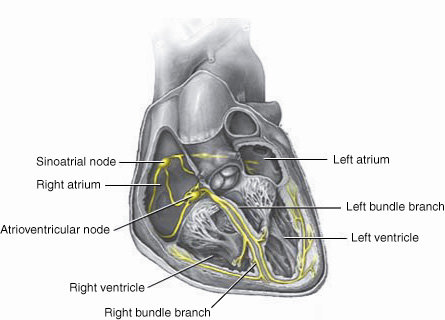 Sinoatrial node
Right atrium
Atrioventricular node
Right ventricle
Right bundle branch
Left atrium
Left bundle branch
Left ventricle